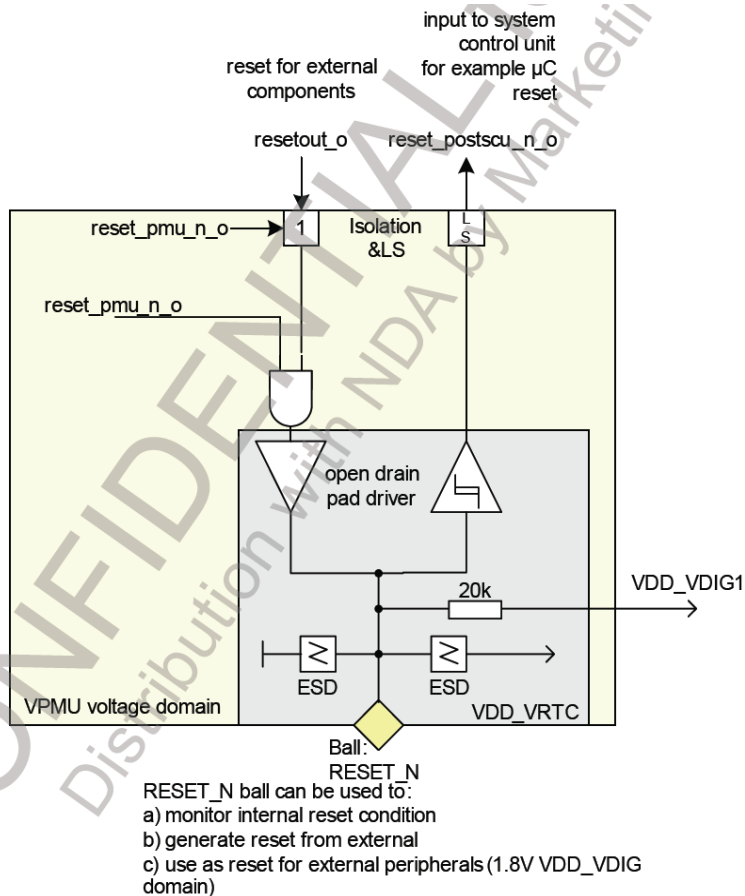 input to system
control unit
for example µC
reset
reset for external
components
resetout_o
reset_postscu_n_o
reset_pmu_n_o
1
Isolation
&LS
L
S
reset_pmu_n_o
open drain
pad driver
20k
VDD_VDIG1
ESD
ESD
VPMU voltage domain
VDD_VRTC
Ball:
RESET_N
RESET_N ball can be used to:
a) monitor internal reset condition
b) generate reset from external
c) use as reset for external peripherals (1.8V VDD_VDIG
domain)
CONFIDENTIAL
Distribution with NDA by